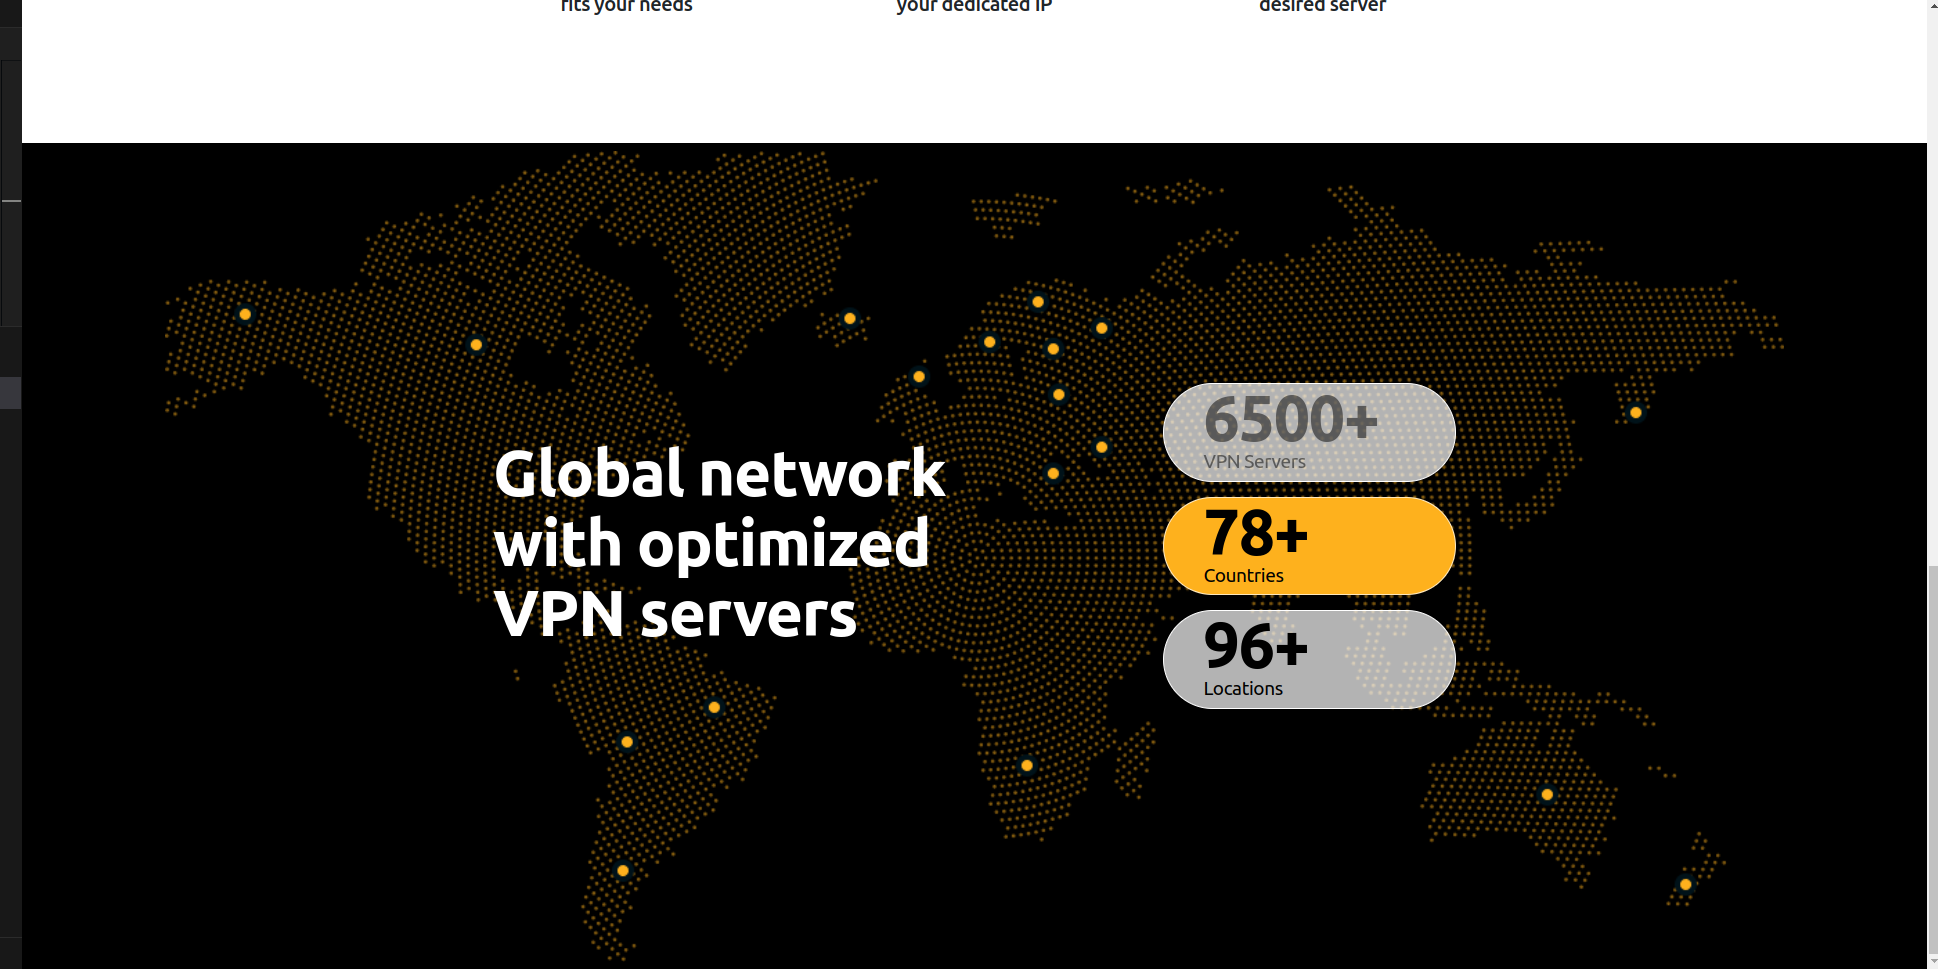 fits your needs
your dedicated IP
desired server
Global network
with optimized
VPN servers
6500+
VPN Servers
78+
Countries
96+
Locations